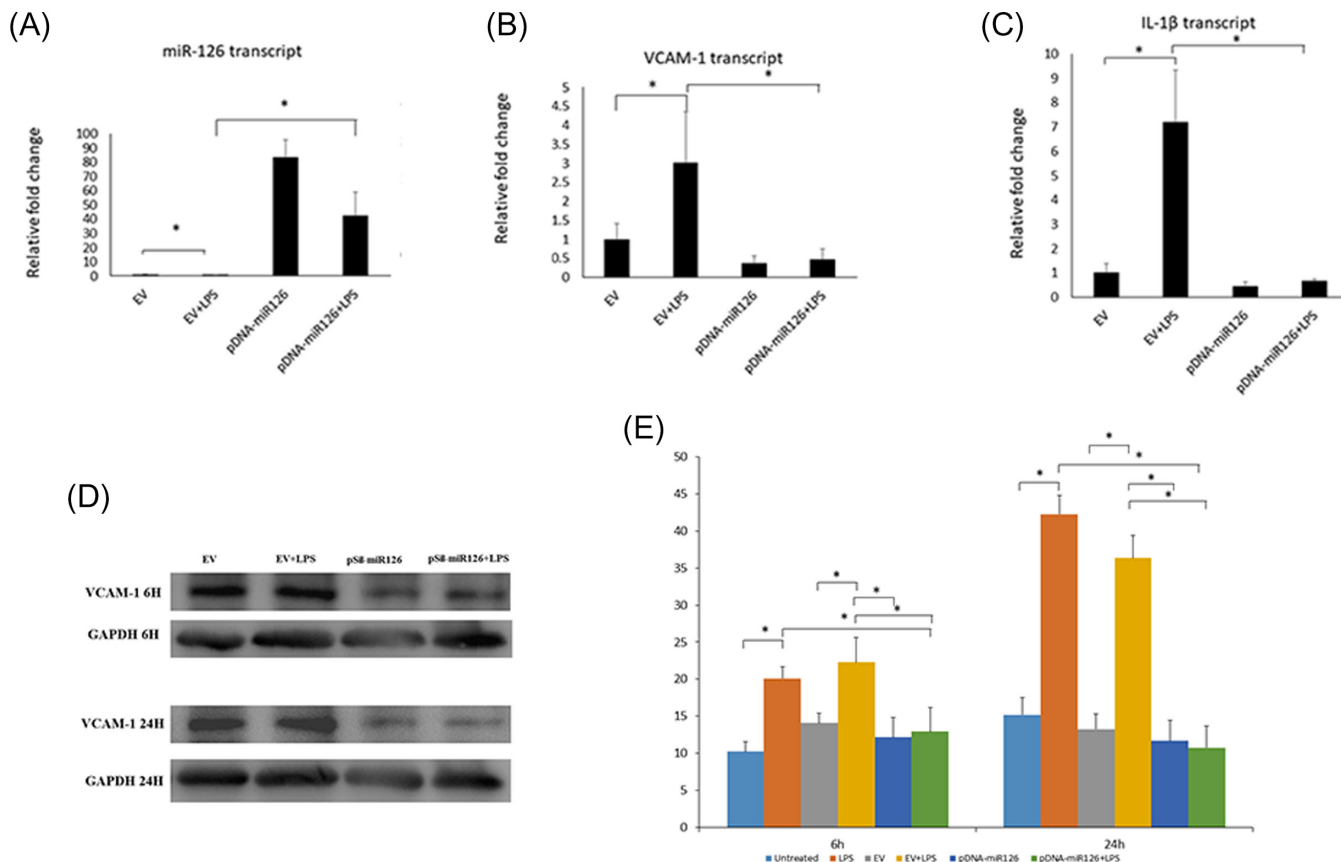 (A)
miR-126 transcript
Relative fold change
100
90
80
70
60
50
40
30
20
10
0
*
*
EV
EV+LPS
pDNA-miR126
pDNA-miR126+LPS
(B)
VCAM-1 transcript
Relative fold change
5
4.5
4
3.5
3
2.5
2
1.5
1
0.5
0
*
*
EV
EV+LPS
pDNA-miR126
pDNA-miR126+LPS
(C)
IL-1β transcript
Relative fold change
10
9
8
7
6
5
4
3
2
1
0
*
*
EV
EV+LPS
pDNA-miR126
pDNA-miR126+LPS
(D)
EV EV+LPS pSil-miR126 pSil-miR126+LPS
VCAM-1 6H
GAPDH 6H
VCAM-1 24H
GAPDH 24H
(E)
50
45
40
35
30
25
20
15
10
5
0
*
*
*
*
*
*
*
*
*
*
6h 24h
Untreated LPS EV EV+LPS pDNA-miR126 pDNA-miR126+LPS